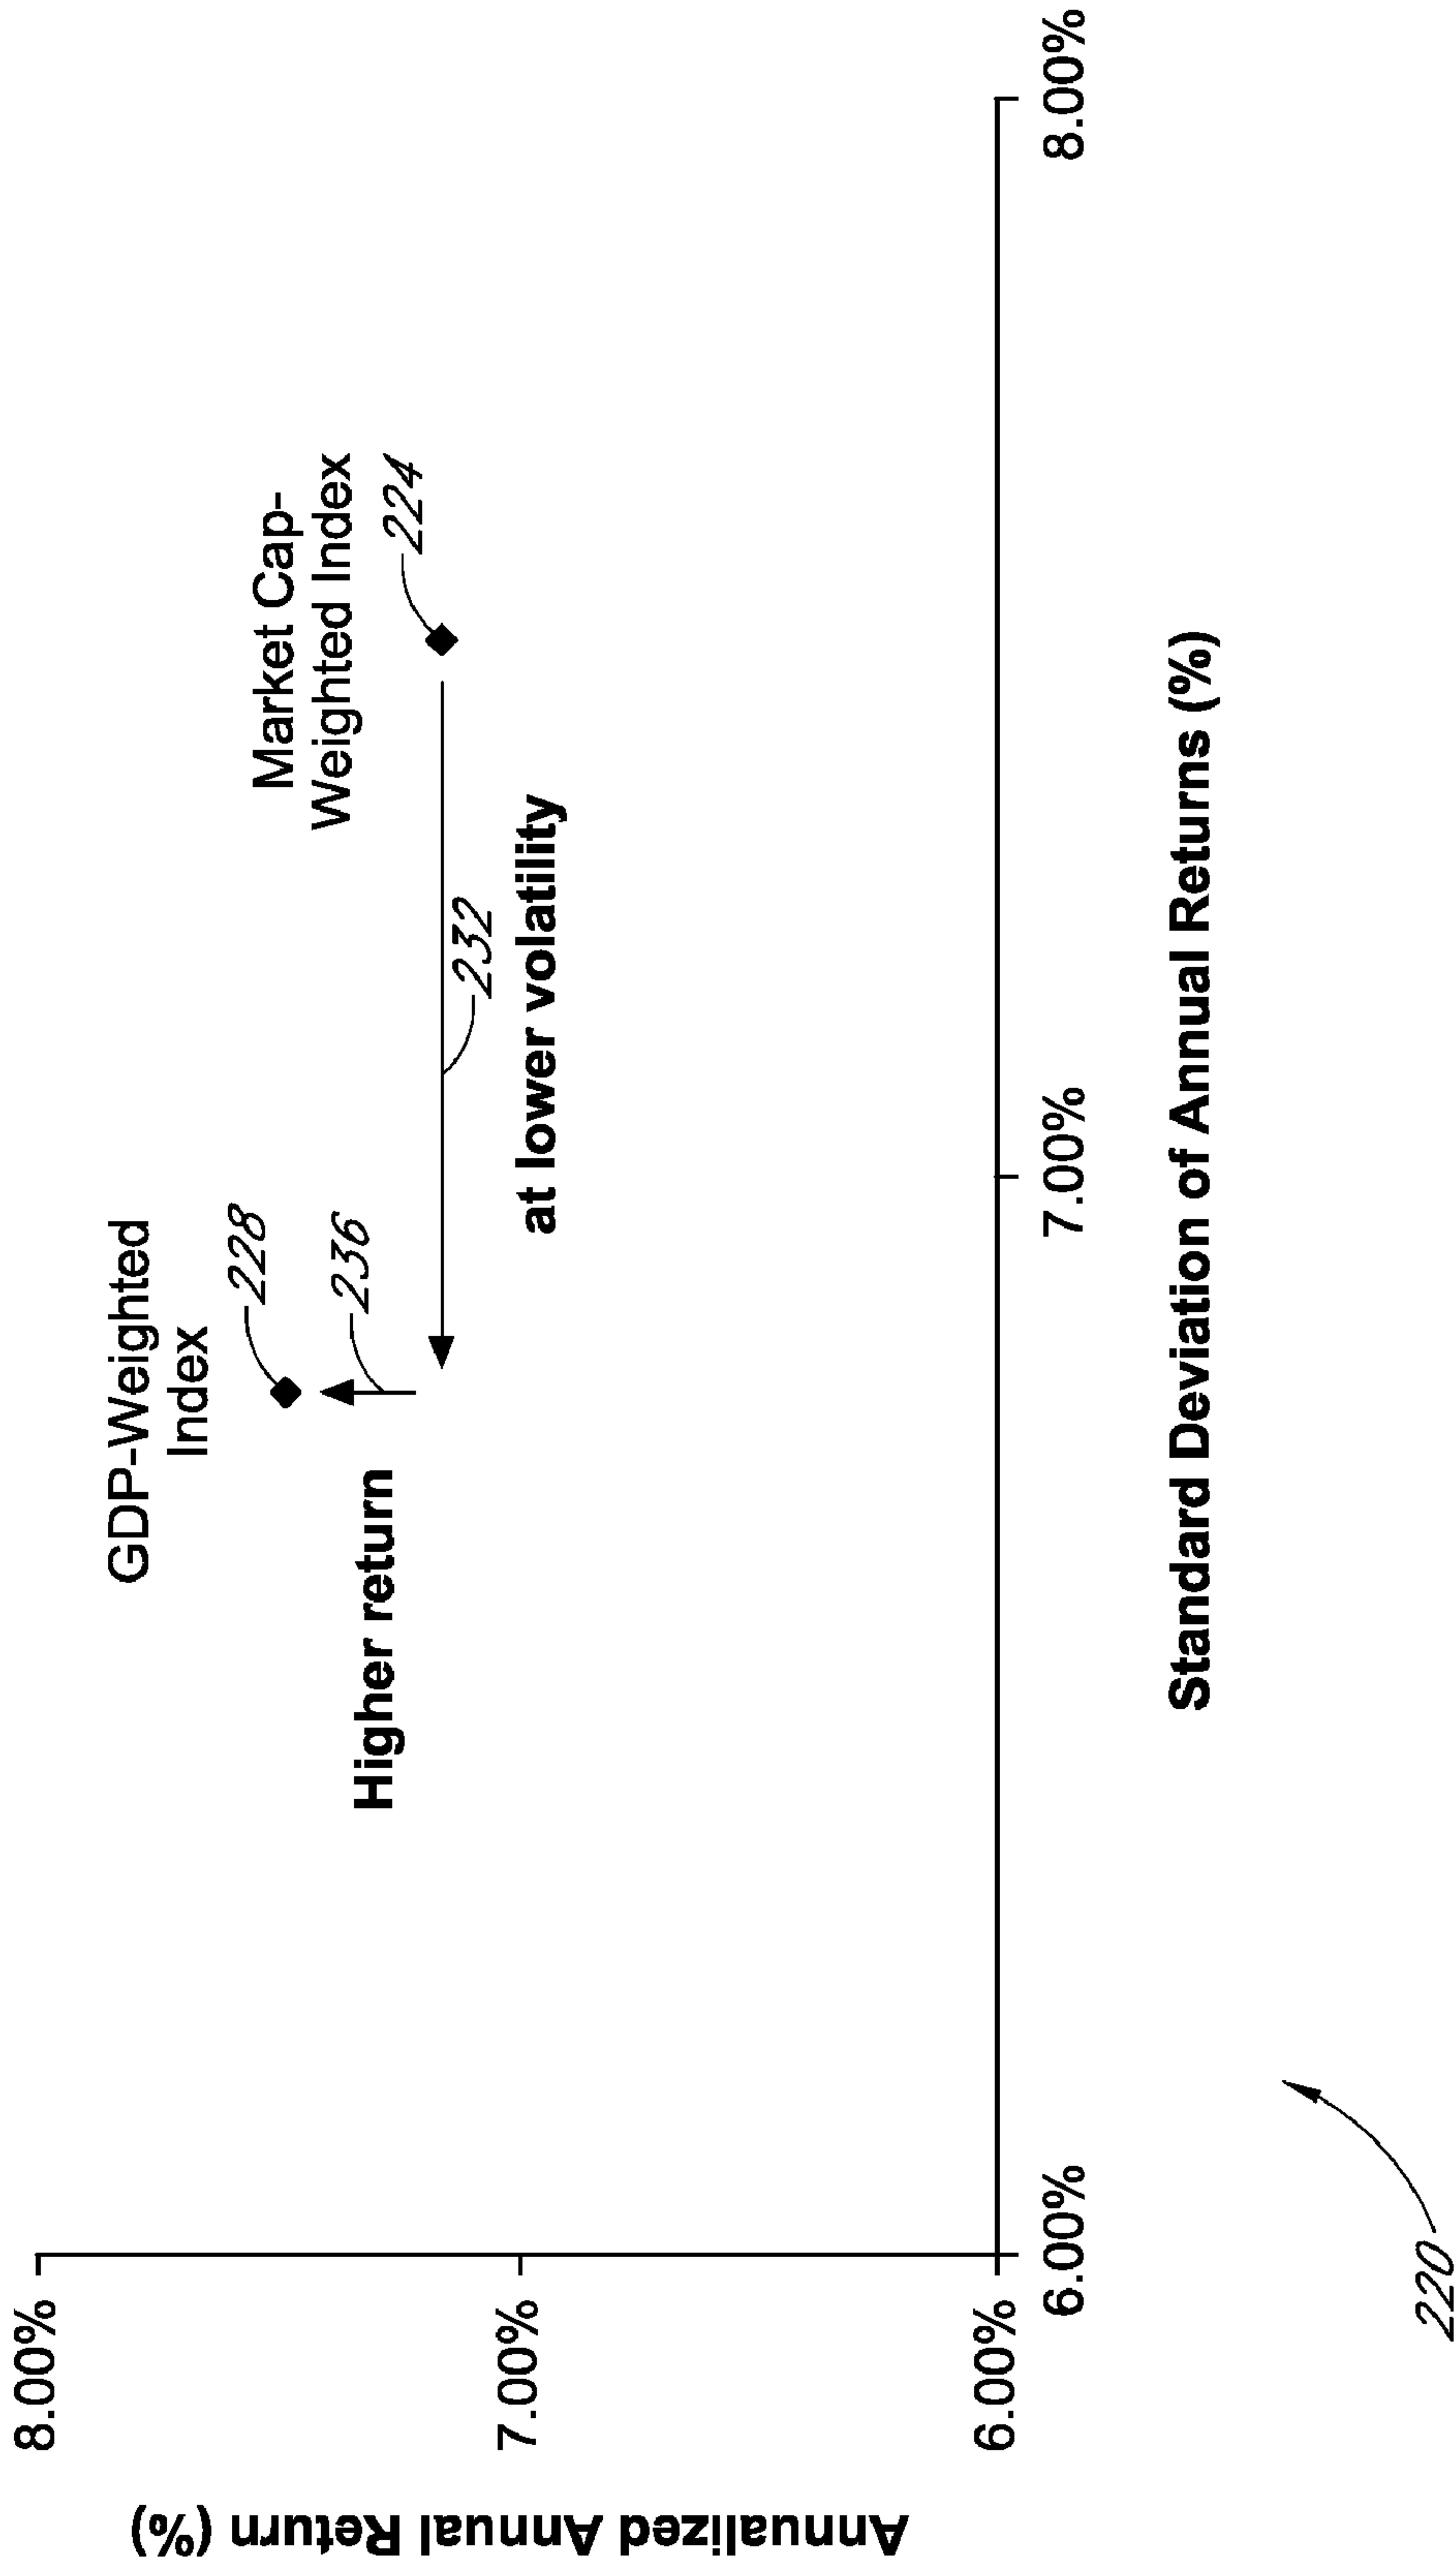 Annualized Annual Return (%)
8.00%
7.00%
6.00%
GDP-Weighted
Index
228
Higher return
236
Market Cap-
Weighted Index
224
232
at lower volatility
6.00%
7.00%
8.00%
Standard Deviation of Annual Returns (%)
220